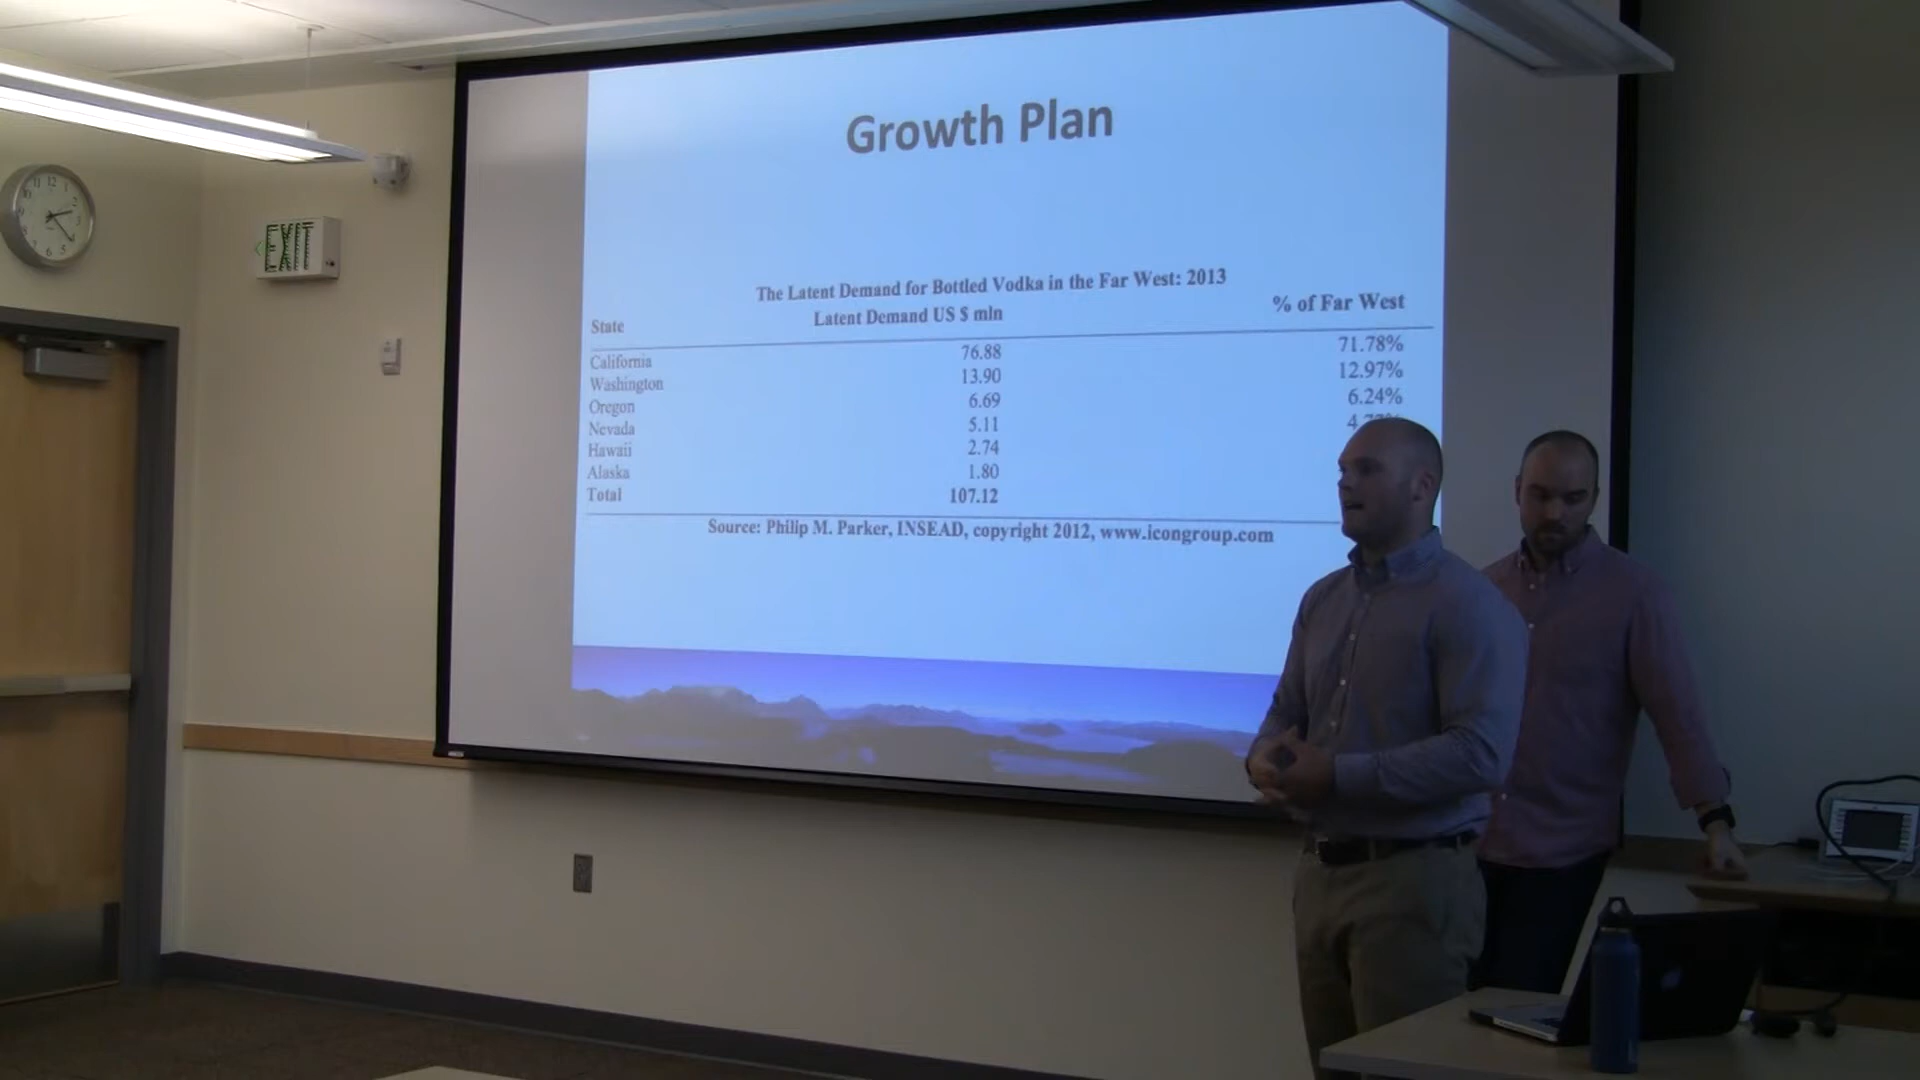 Growth Plan
The Latent Demand for Bottled Vodka in the Far West: 2013
State Latent Demand US $ mln % of Far West
California 76.88 71.78%
Washington 13.90 12.97%
Oregon 6.69 6.24%
Nevada 5.11
Hawaii 2.74
Alaska 1.80
Total 107.12
Source: Philip M. Parker, INSEAD, copyright 2012, www.icongroup.com
EXIT